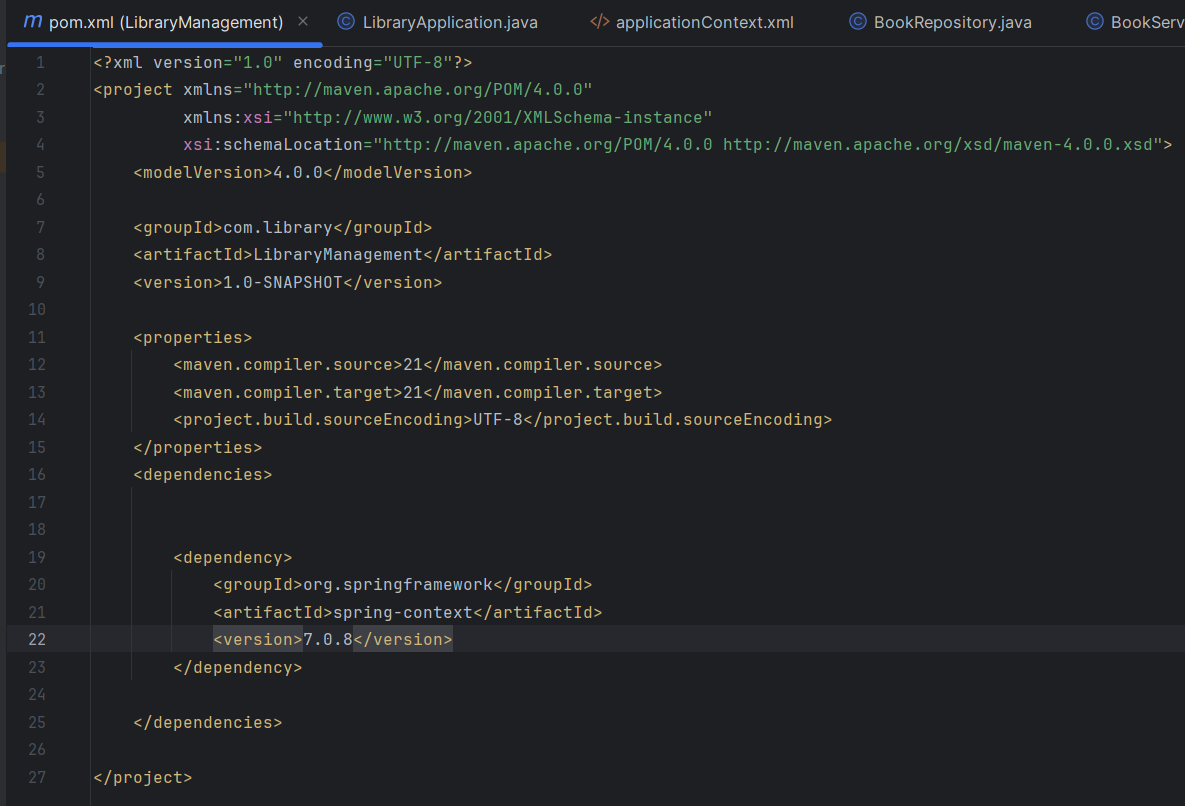 pom.xml (LibraryManagement) LibraryApplication.java applicationContext.xml BookRepository.java BookServ
1 <?xml version="1.0" encoding="UTF-8"?>
2 <project xmlns="http://maven.apache.org/POM/4.0.0"
3 xmlns:xsi="http://www.w3.org/2001/XMLSchema-instance"
4 xsi:schemaLocation="http://maven.apache.org/POM/4.0.0 http://maven.apache.org/xsd/maven-4.0.0.xsd">
5 <modelVersion>4.0.0</modelVersion>
6
7 <groupId>com.library</groupId>
8 <artifactId>LibraryManagement</artifactId>
9 <version>1.0-SNAPSHOT</version>
10
11 <properties>
12 <maven.compiler.source>21</maven.compiler.source>
13 <maven.compiler.target>21</maven.compiler.target>
14 <project.build.sourceEncoding>UTF-8</project.build.sourceEncoding>
15 </properties>
16 <dependencies>
17
18
19 <dependency>
20 <groupId>org.springframework</groupId>
21 <artifactId>spring-context</artifactId>
22 <version>7.0.8</version>
23 </dependency>
24
25 </dependencies>
26
27 </project>